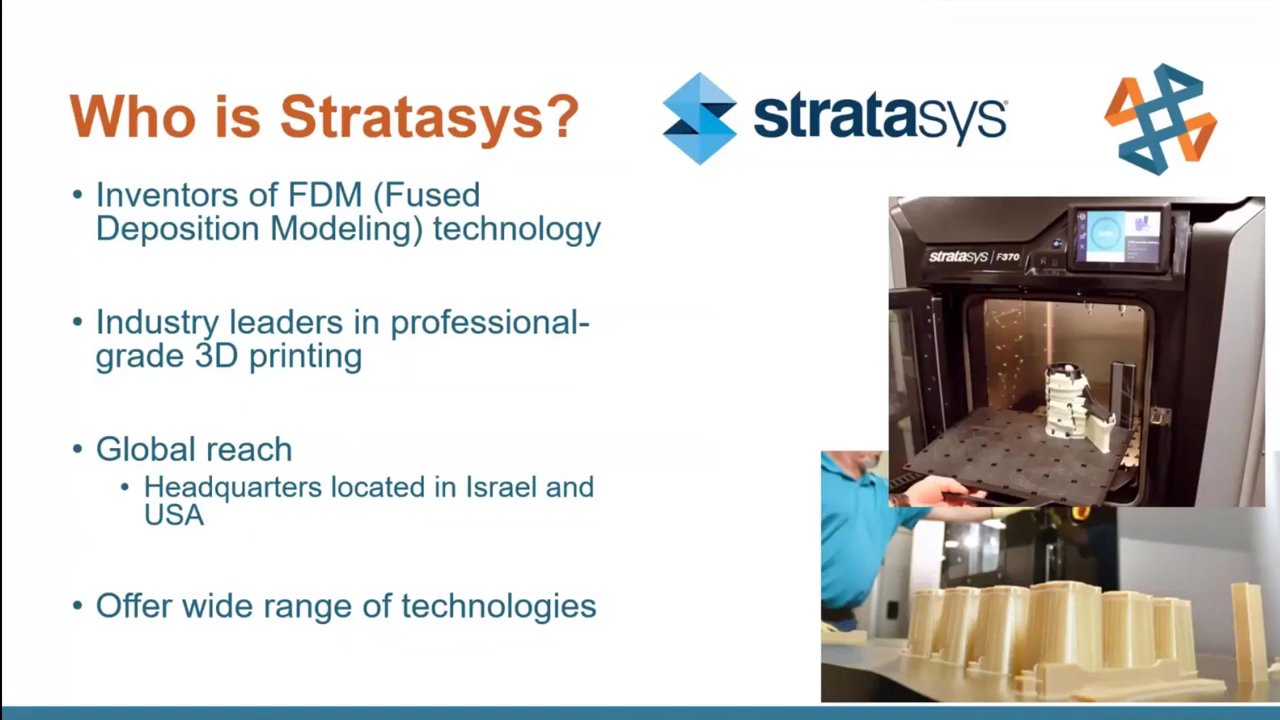 Who is Stratasys?
stratasys
• Inventors of FDM (Fused
Deposition Modeling) technology
• Industry leaders in professional-
grade 3D printing
• Global reach
• Headquarters located in Israel and
USA
• Offer wide range of technologies
stratasys | F370